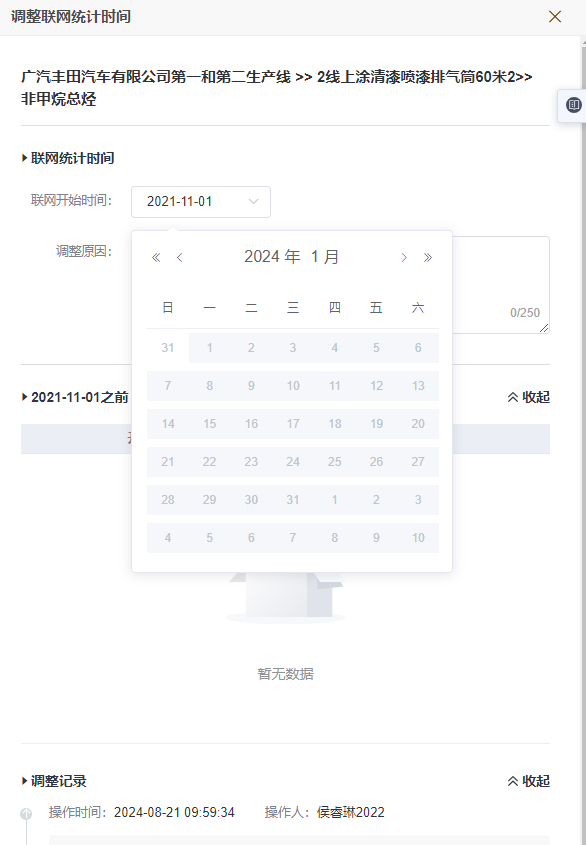 调整联网统计时间
广汽丰田汽车有限公司第一和第二生产线 >> 2线上涂清漆喷漆排气筒60米2>>
非甲烷总烃
联网统计时间
联网开始时间：
2021-11-01
调整原因：
0/250
2024 年 1 月
日 一 二 三 四 五 六
31 1 2 3 4 5 6
7 8 9 10 11 12 13
14 15 16 17 18 19 20
21 22 23 24 25 26 27
28 29 30 31 1 2 3
4 5 6 7 8 9 10
2021-11-01之前
收起
暂无数据
调整记录
收起
操作时间：2024-08-21 09:59:34 操作人：侯睿琳2022